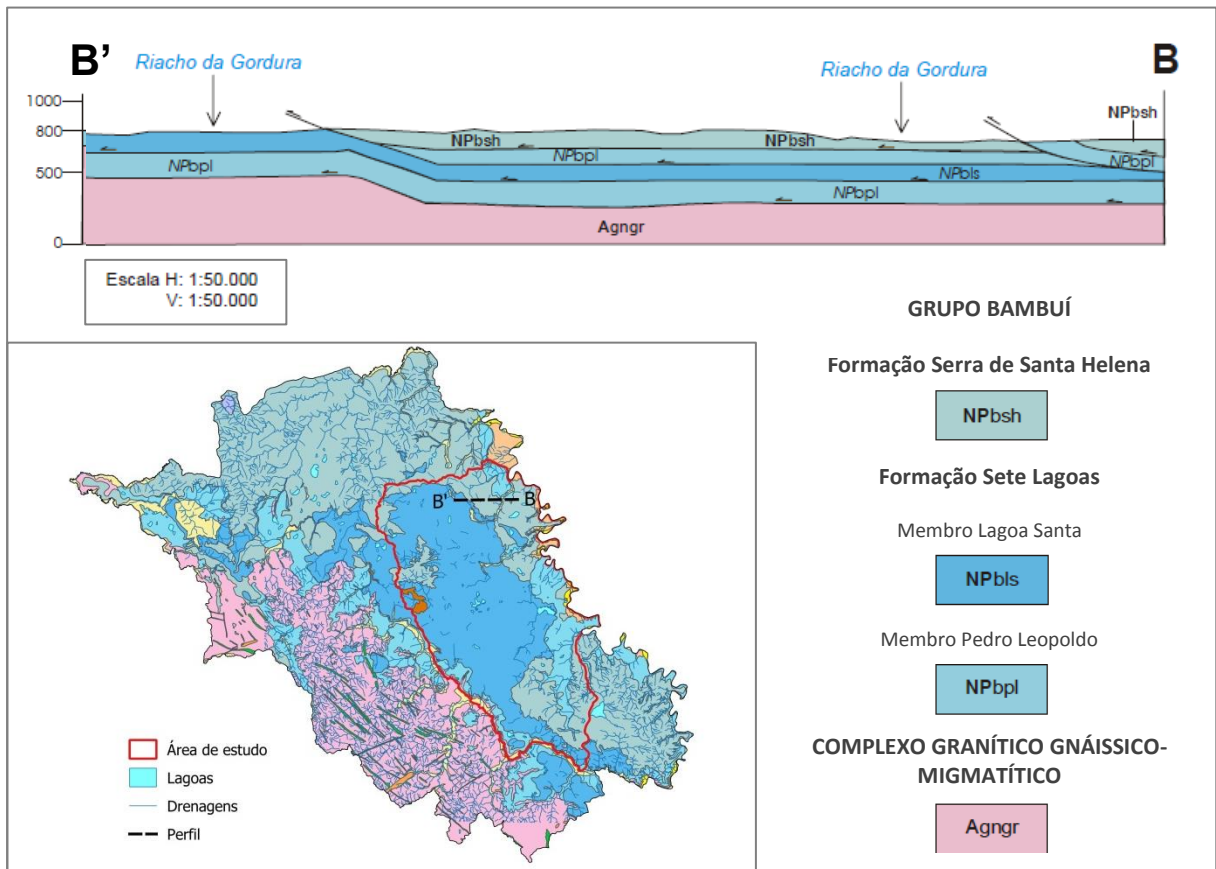 B’
Riacho da Gordura
Riacho da Gordura
B
1000
800
500
0
NPbsh
NPbsh
NPbsh
NPbpl
NPbpl
NPbpl
NPbls
NPbpl
Agngr
Escala H: 1:50.000
V: 1:50.000
B'
B
Área de estudo
Lagoas
Drenagens
Perfil
GRUPO BAMBUÍ
Formação Serra de Santa Helena
NPbsh
Formação Sete Lagoas
Membro Lagoa Santa
NPbls
Membro Pedro Leopoldo
NPbpl
COMPLEXO GRANÍTICO GNÁISSICO-
MIGMATÍTICO
Agngr